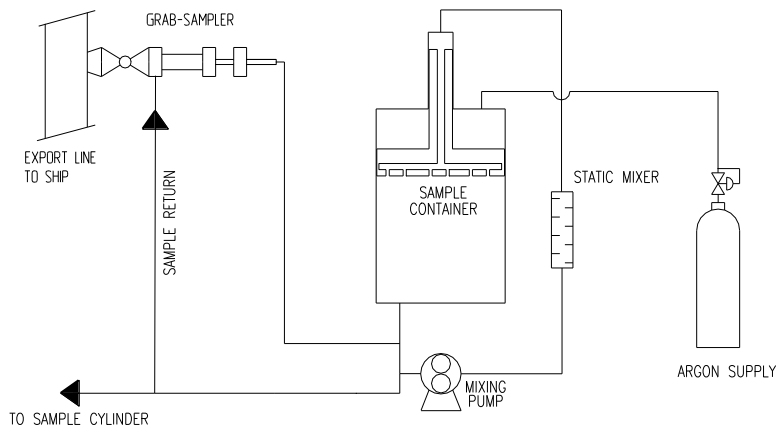 GRAB-SAMPLER
EXPORT LINE
TO SHIP
SAMPLE RETURN
SAMPLE
CONTAINER
STATIC MIXER
MIXING
PUMP
ARGON SUPPLY
TO SAMPLE CYLINDER